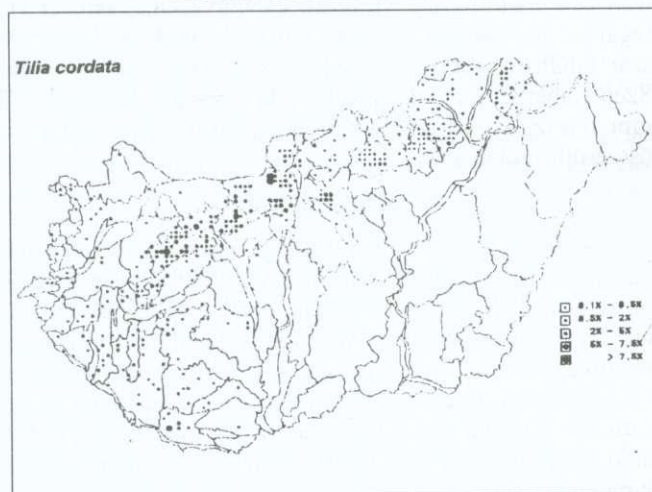 Tilia cordata
0.1% - 0.5%
0.5% - 2%
2% - 5%
5% - 7.5%
> 7.5%